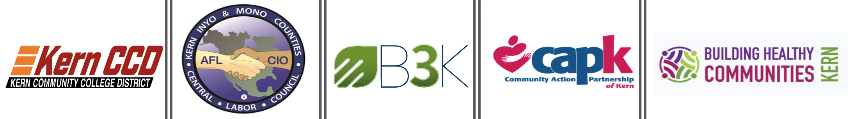 Kern CCD
KERN COMMUNITY COLLEGE DISTRICT
KERN INYO & MONO COUNTIES
AFL CIO
CENTRAL • LABOR • COUNCIL
B3K
capk
Community Action Partnership
of Kern
BUILDING HEALTHY
COMMUNITIES
KERN